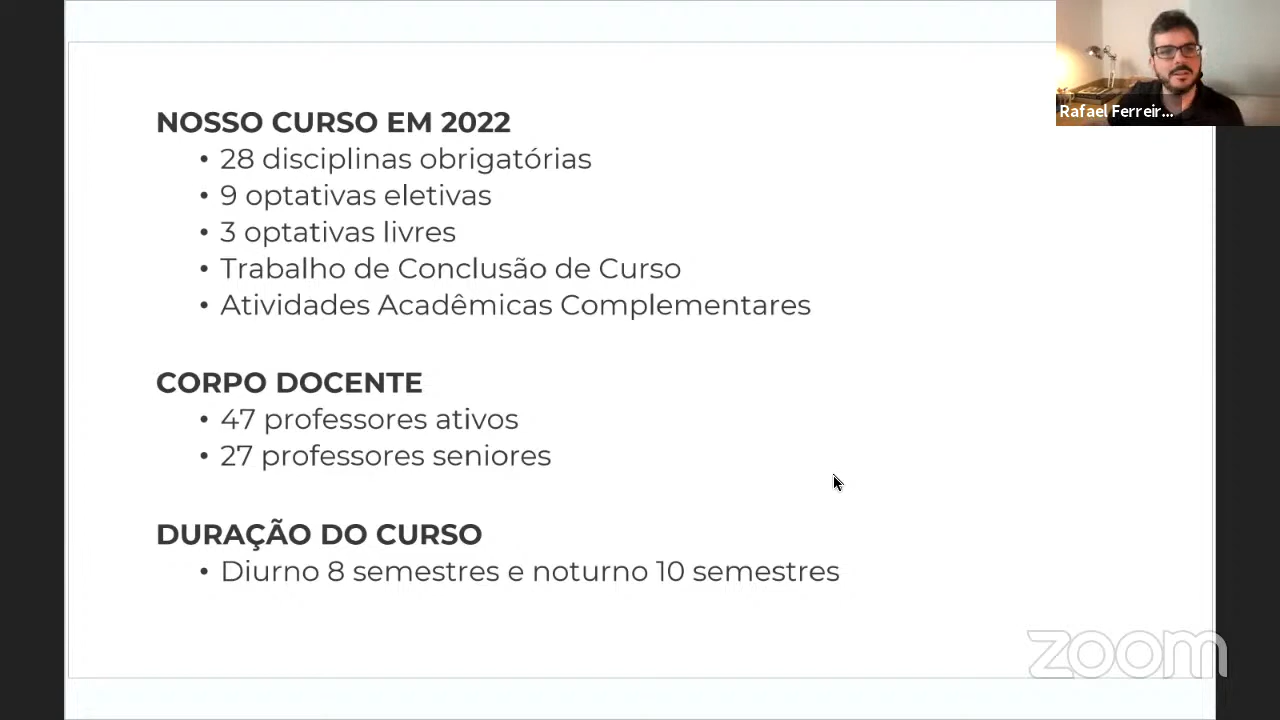 NOSSO CURSO EM 2022
• 28 disciplinas obrigatórias
• 9 optativas eletivas
• 3 optativas livres
• Trabalho de Conclusão de Curso
• Atividades Acadêmicas Complementares
CORPO DOCENTE
• 47 professores ativos
• 27 professores seniores
DURAÇÃO DO CURSO
• Diurno 8 semestres e noturno 10 semestres
Rafael Ferreir...
zoom